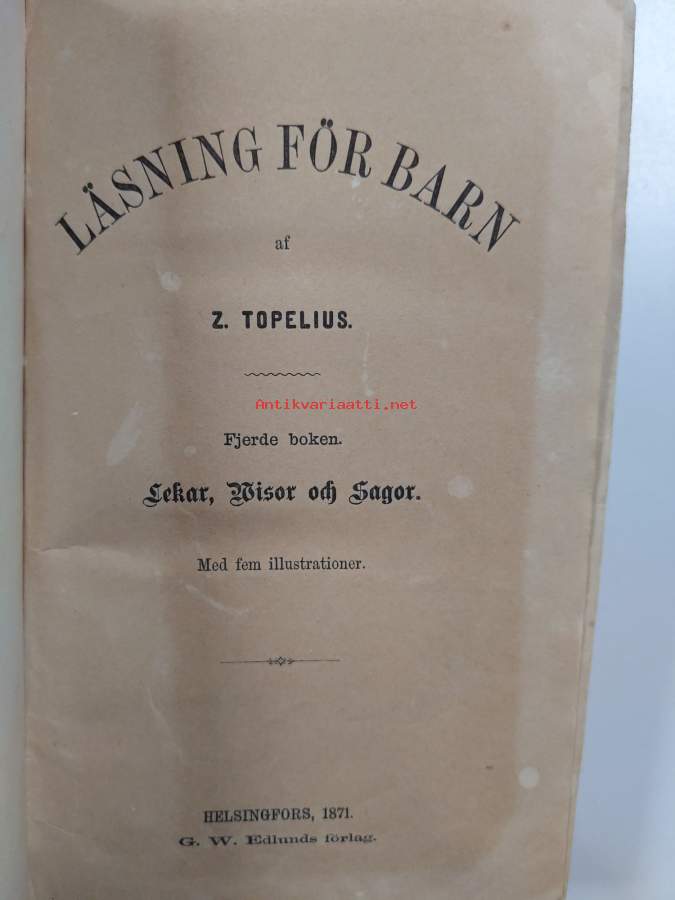 LÄSNING FÖR BARN
af
Z. TOPELIUS.
Antikvariaatti.net
Fjerde boken.
Lekar, Wisor och Sagor.
Med fem illustrationer.
HELSINGFORS, 1871.
G. W. Edlunds förlag.